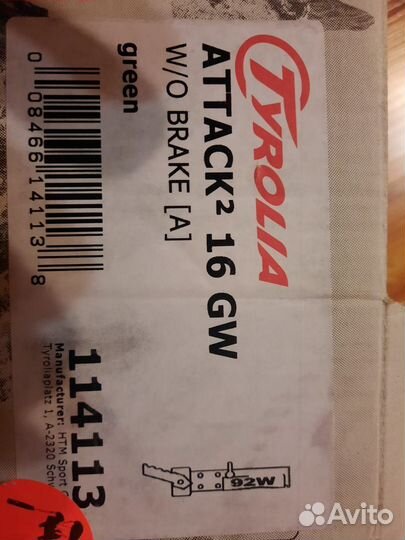 TYROLIA
ATTACK² 16 GW
W/O BRAKE [A]
green
0 08466 14113 8
114113
Manufacturer: HTM Sport
Tyroliaplatz 1, A-2320 Schw
92W
Avito